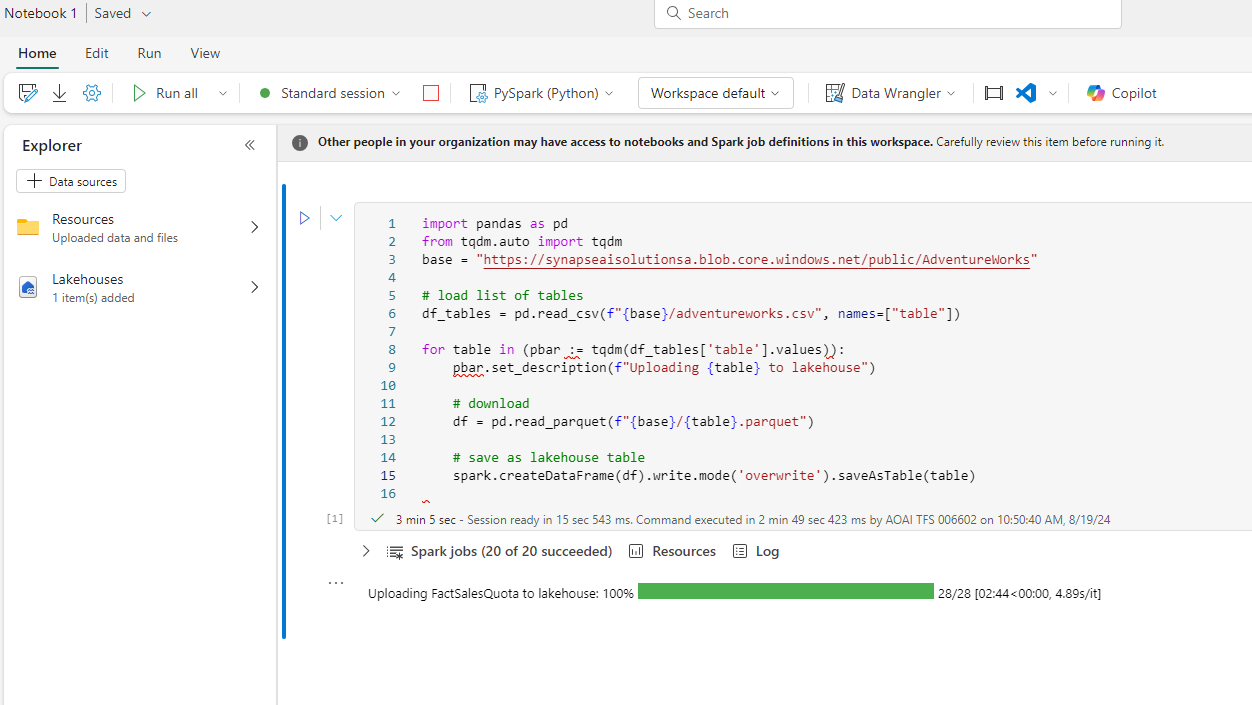 Notebook 1 Saved
Search
Home Edit Run View
Run all Standard session PySpark (Python) Workspace default Data Wrangler Copilot
Explorer
Data sources
Resources
Uploaded data and files
Lakehouses
1 item(s) added
Other people in your organization may have access to notebooks and Spark job definitions in this workspace. Carefully review this item before running it.
1 import pandas as pd
2 from tqdm.auto import tqdm
3 base = "https://synapseaisolutionsa.blob.core.windows.net/public/AdventureWorks"
4
5 # load list of tables
6 df_tables = pd.read_csv(f"{base}/adventureworks.csv", names=["table"])
7
8 for table in (pbar := tqdm(df_tables['table'].values)):
9     pbar.set_description(f"Uploading {table} to lakehouse")
10
11     # download
12     df = pd.read_parquet(f"{base}/{table}.parquet")
13
14     # save as lakehouse table
15     spark.createDataFrame(df).write.mode('overwrite').saveAsTable(table)
16
[1] 3 min 5 sec - Session ready in 15 sec 543 ms. Command executed in 2 min 49 sec 423 ms by AOAI TFS 006602 on 10:50:40 AM, 8/19/24
Spark jobs (20 of 20 succeeded) Resources Log
...
Uploading FactSalesQuota to lakehouse: 100% 28/28 [02:44<00:00, 4.89s/it]